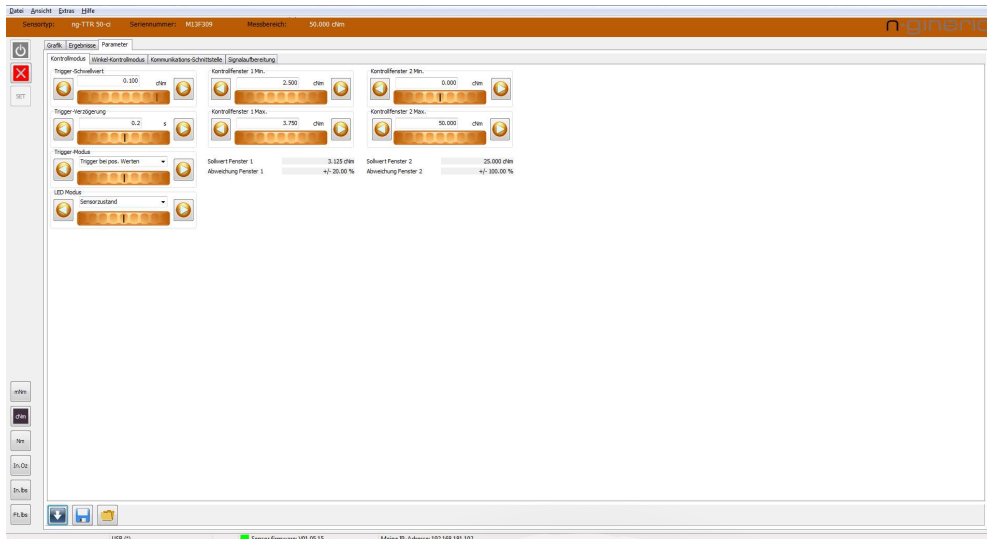 Datei Ansicht Extras Hilfe
Sensortyp: ng-TTR 50-ci Seriennummer: M13F309 Messbereich: 50.000 cNm
n-gineric
Grafik Ergebnisse Parameter
Kontrollmodus Winkel-Kontrollmodus Kommunikations-Schnittstelle Signalaufbereitung
Trigger-Schwellwert Kontrollfenster 1 Min. Kontrollfenster 2 Min.
0.100 cNm 2.500 cNm 0.000 cNm
SET
Trigger-Verzögerung Kontrollfenster 1 Max. Kontrollfenster 2 Max.
0.2 s 3.750 cNm 50.000 cNm
Trigger-Modus
Trigger bei pos. Werten Sollwert Fenster 1 3.125 cNm Sollwert Fenster 2 25.000 cNm
Abweichung Fenster 1 +/- 20.00 % Abweichung Fenster 2 +/- 100.00 %
LED Modus
Sensorzustand
mNm
cNm
Nm
In.Oz
In.lbs
Ft.lbs